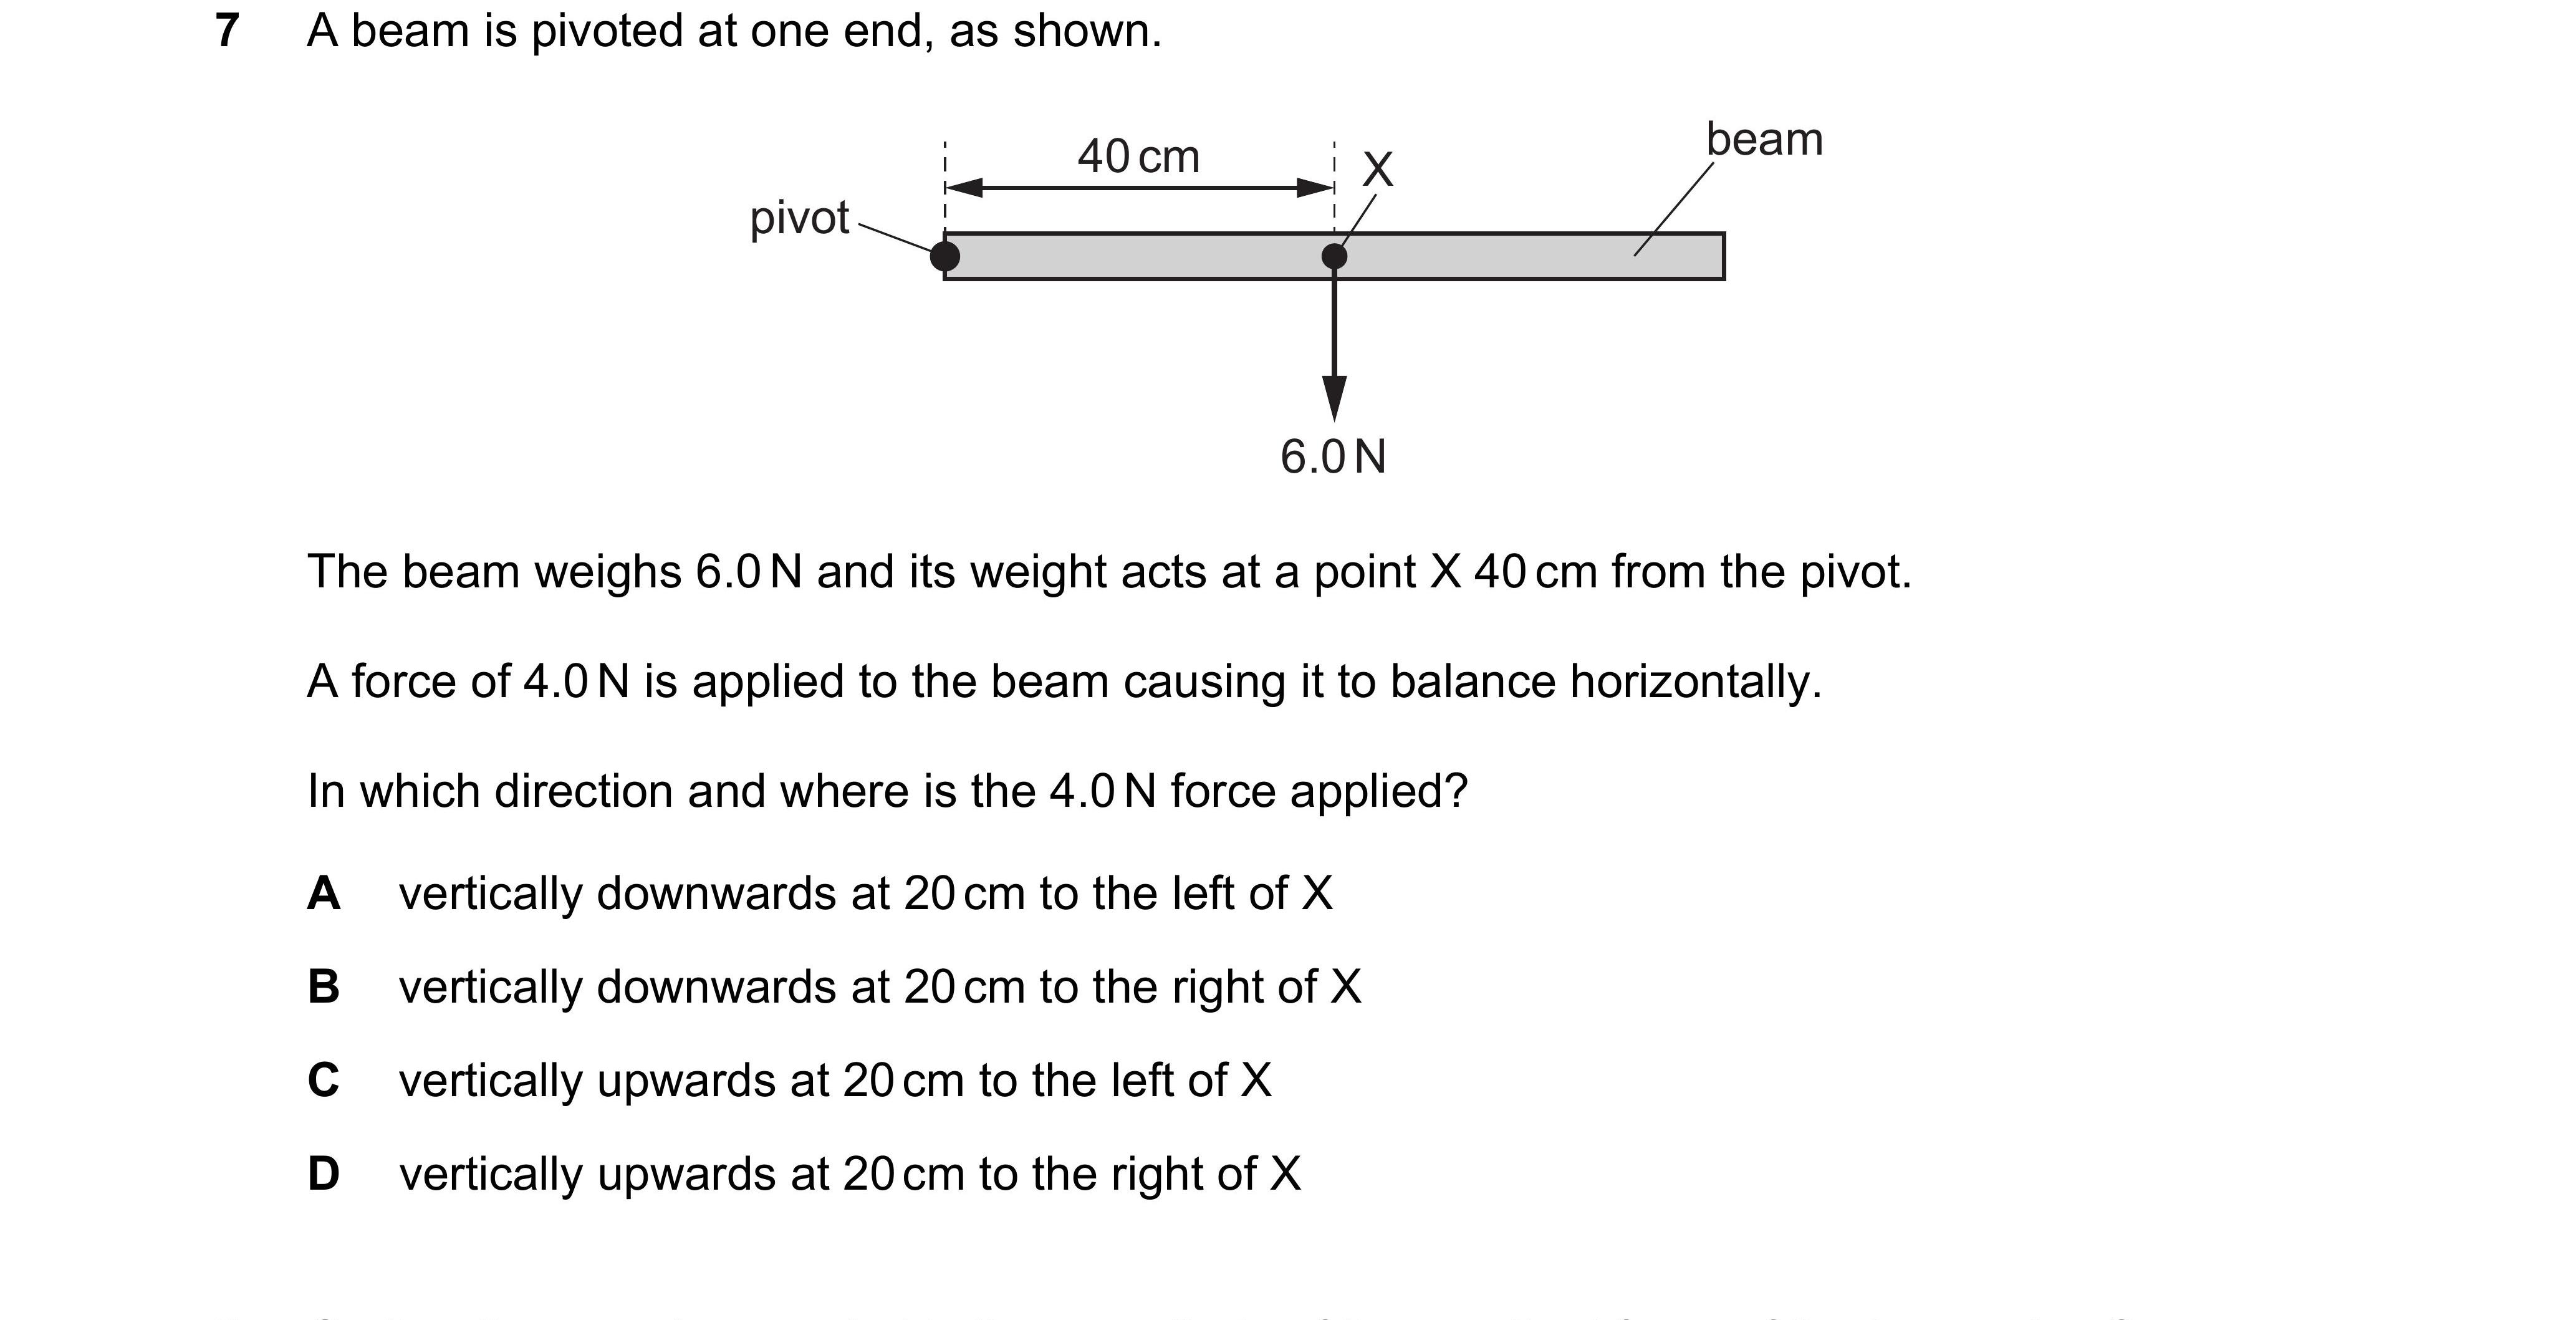 7 A beam is pivoted at one end, as shown.
beam
40 cm
X
pivot
6.0 N
The beam weighs 6.0 N and its weight acts at a point X 40 cm from the pivot.
A force of 4.0 N is applied to the beam causing it to balance horizontally.
In which direction and where is the 4.0 N force applied?
A vertically downwards at 20 cm to the left of X
B vertically downwards at 20 cm to the right of X
C vertically upwards at 20 cm to the left of X
D vertically upwards at 20 cm to the right of X